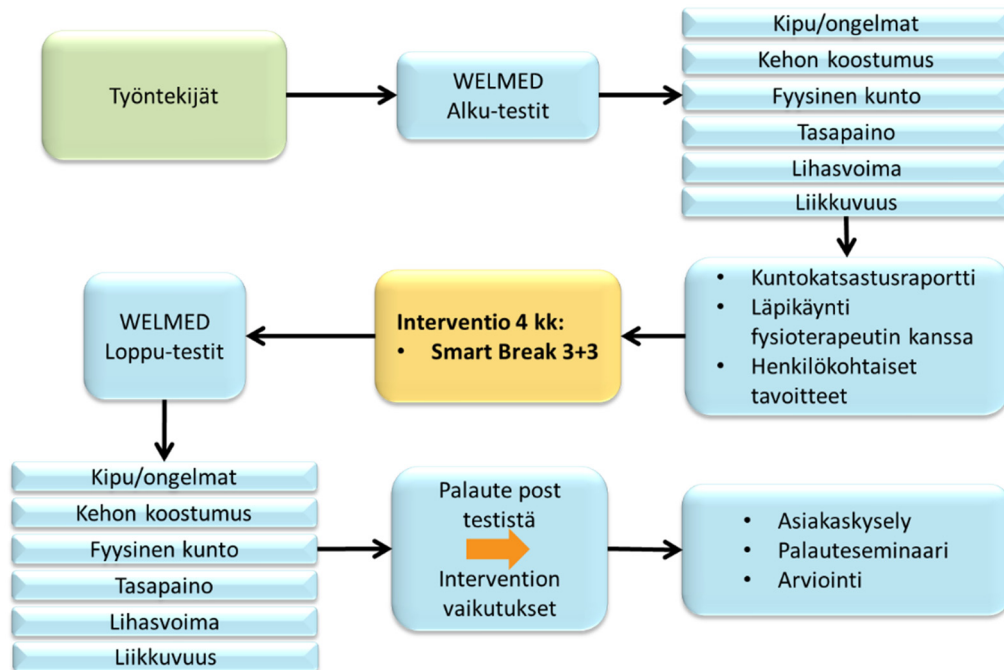 Työntekijät
WELMED
Alku-testit
Kipu/ongelmat
Kehon koostumus
Fyysinen kunto
Tasapaino
Lihasvoima
Liikkuvuus
• Kuntokatsastusraportti
• Läpikäynti
fysioterapeutin kanssa
• Henkilökohtaiset
tavoitteet
Interventio 4 kk:
• Smart Break 3+3
WELMED
Loppu-testit
Kipu/ongelmat
Kehon koostumus
Fyysinen kunto
Tasapaino
Lihasvoima
Liikkuvuus
Palaute post
testistä
Intervention
vaikutukset
• Asiakaskysely
• Palauteseminaari
• Arviointi